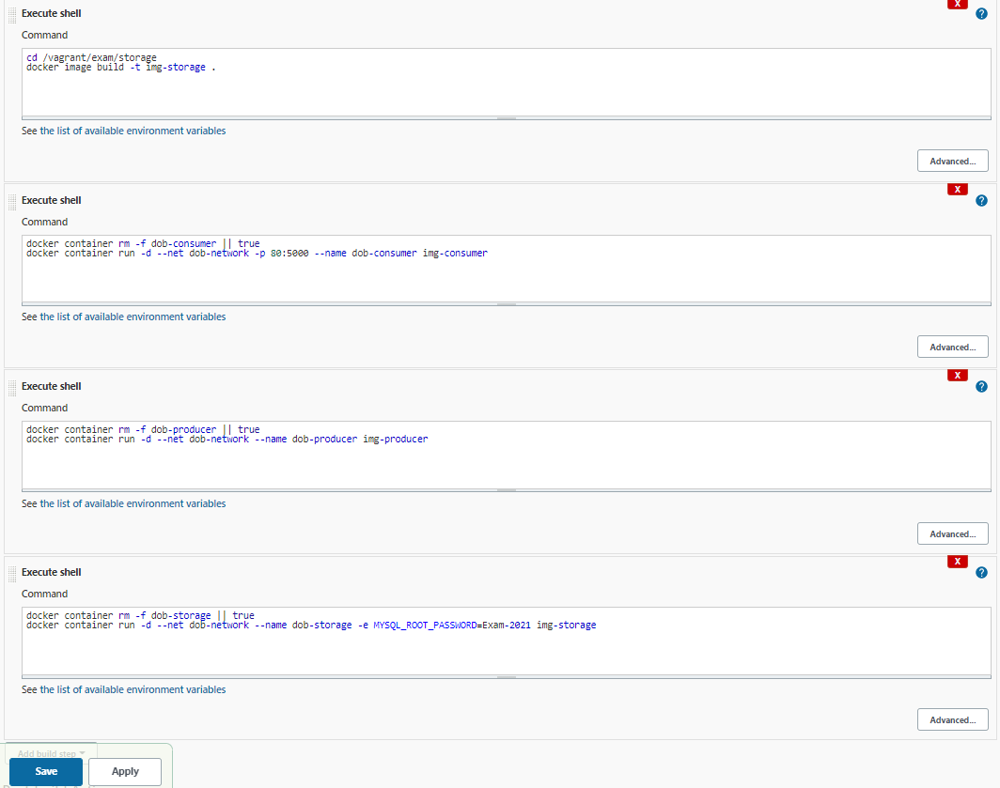 X
Execute shell
?
Command
cd /vagrant/exam/storage
docker image build -t img-storage .
See the list of available environment variables
Advanced...
X
Execute shell
?
Command
docker container rm -f dob-consumer || true
docker container run -d --net dob-network -p 80:5000 --name dob-consumer img-consumer
See the list of available environment variables
Advanced...
X
Execute shell
?
Command
docker container rm -f dob-producer || true
docker container run -d --net dob-network --name dob-producer img-producer
See the list of available environment variables
Advanced...
X
Execute shell
?
Command
docker container rm -f dob-storage || true
docker container run -d --net dob-network --name dob-storage -e MYSQL_ROOT_PASSWORD=Exam-2021 img-storage
See the list of available environment variables
Advanced...
Add build step
Save Apply